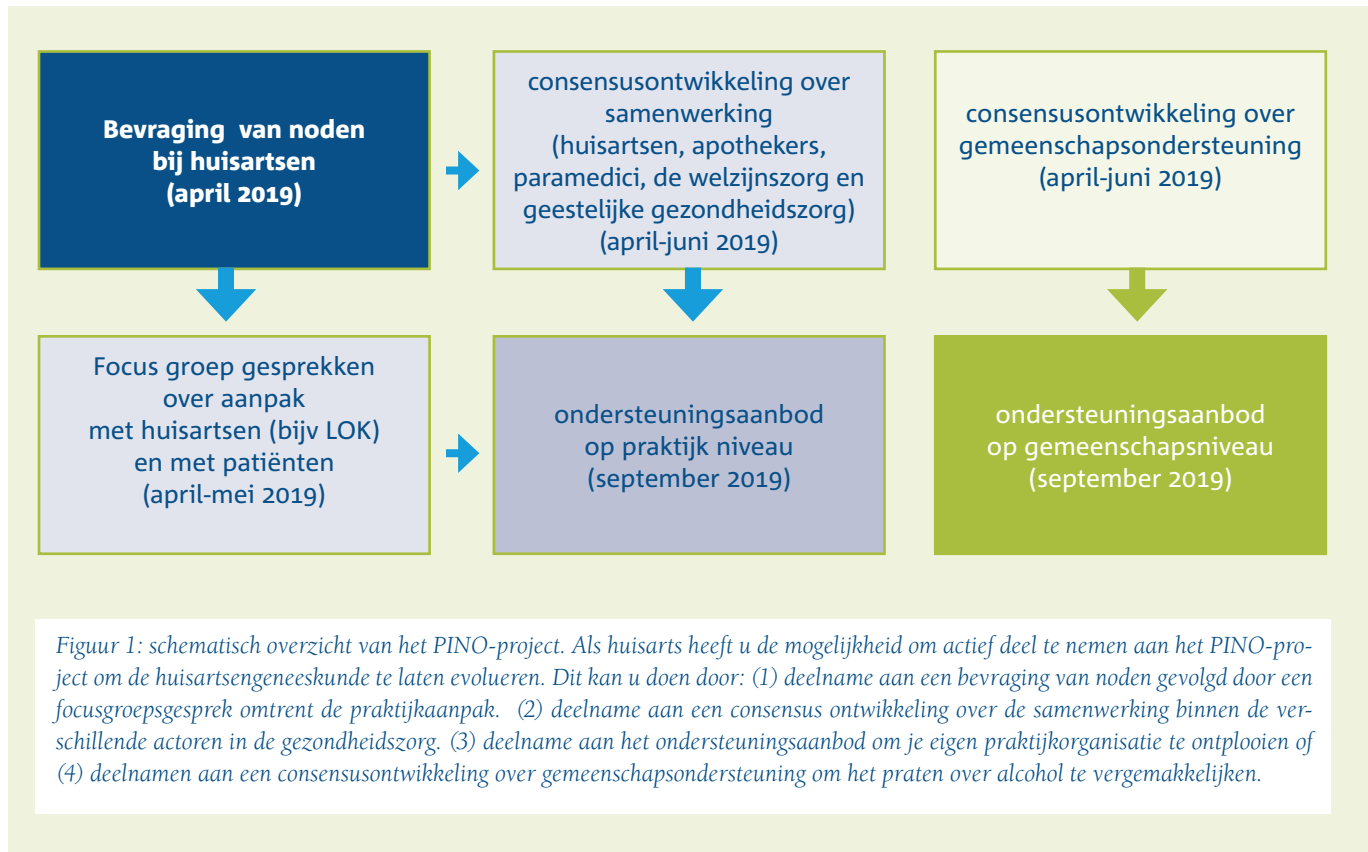 Bevraging van noden
bij huisartsen
(april 2019)
consensusontwikkeling over
samenwerking
(huisartsen, apothekers,
paramedici, de welzijnszorg en
geestelijke gezondheidszorg)
(april-juni 2019)
consensusontwikkeling over
gemeenschapsondersteuning
(april-juni 2019)
Focus groep gesprekken
over aanpak
met huisartsen (bijv LOK)
en met patiënten
(april-mei 2019)
ondersteuningsaanbod
op praktijk niveau
(september 2019)
ondersteuningsaanbod
op gemeenschapsniveau
(september 2019)
Figuur 1: schematisch overzicht van het PINO-project. Als huisarts heeft u de mogelijkheid om actief deel te nemen aan het PINO-pro-
ject om de huisartsengeneeskunde te laten evolueren. Dit kan u doen door: (1) deelname aan een bevraging van noden gevolgd door een
focusgroepsgesprek omtrent de praktijkaanpak. (2) deelname aan een consensus ontwikkeling over de samenwerking binnen de ver-
schillende actoren in de gezondheidszorg. (3) deelname aan het ondersteuningsaanbod om je eigen praktijkorganisatie te ontplooien of
(4) deelnamen aan een consensusontwikkeling over gemeenschapsondersteuning om het praten over alcohol te vergemakkelijken.